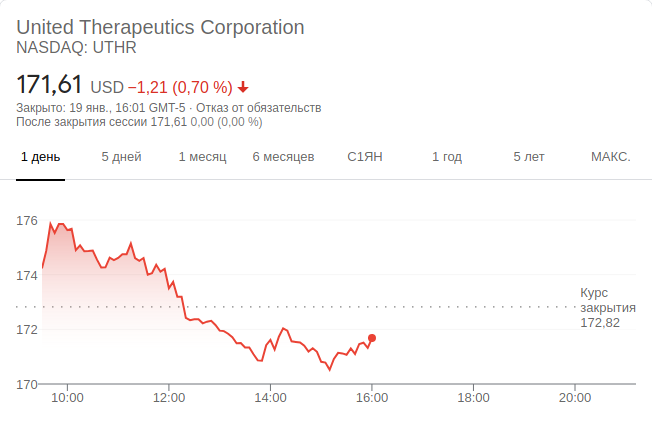 United Therapeutics Corporation
NASDAQ: UTHR
171,61 USD −1,21 (0,70 %)
Закрыто: 19 янв., 16:01 GMT-5 · Отказ от обязательств
После закрытия сессии 171,61 0,00 (0,00 %)
1 день 5 дней 1 месяц 6 месяцев С1ЯН 1 год 5 лет МАКС.
176
174
Курс
закрытия
172,82
172
170
10:00 12:00 14:00 16:00 18:00 20:00